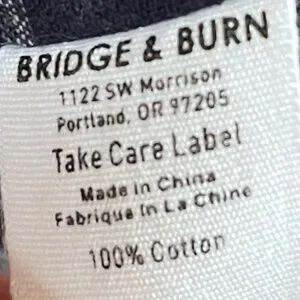 BRIDGE & BURN
1122 SW Morrison
Portland, OR 97205
Take Care Label
Made in China
Fabrique In La Chine
100% Cotton